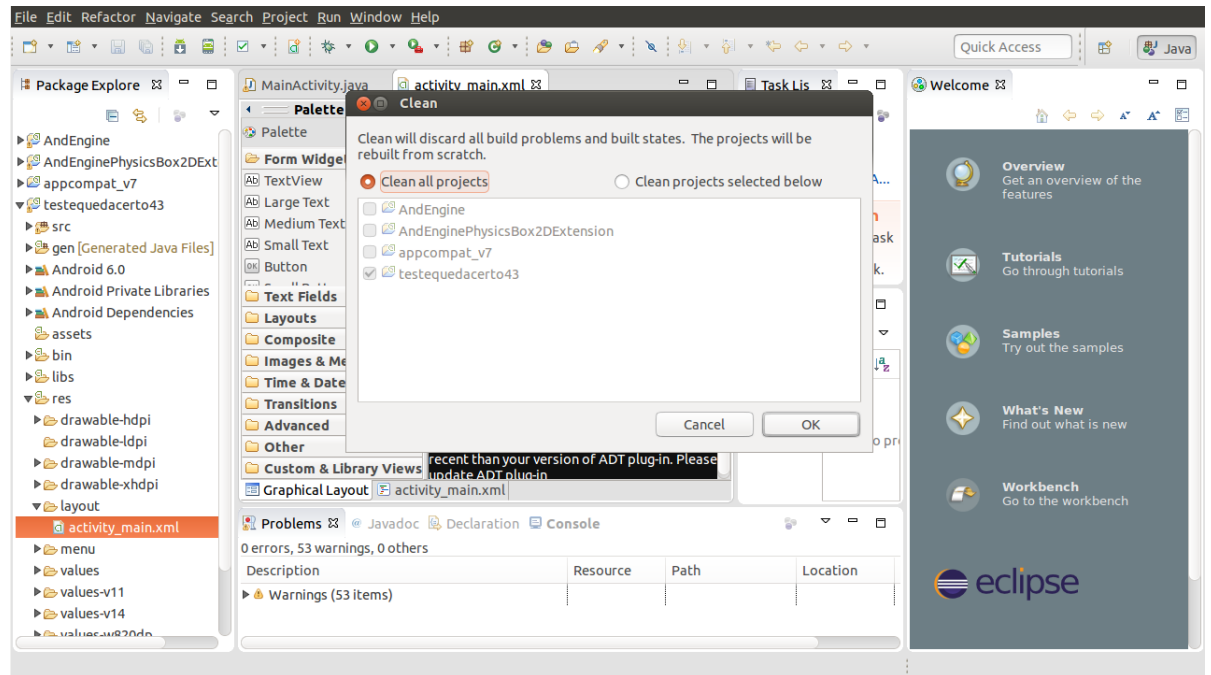 File Edit Refactor Navigate Search Project Run Window Help
Quick Access
Java
Package Explore
MainActivity.java
activity_main.xml
Task Lis
Welcome
AndEngine
AndEnginePhysicsBox2DExt
appcompat_v7
testequedacerto43
src
gen [Generated Java Files]
Android 6.0
Android Private Libraries
Android Dependencies
assets
bin
libs
res
drawable-hdpi
drawable-ldpi
drawable-mdpi
drawable-xhdpi
layout
activity_main.xml
menu
values
values-v11
values-v14
values-w820dp
Palette
Palette
Form Widge
TextView
Large Text
Medium Text
Small Text
Button
Text Fields
Layouts
Composite
Images & Me
Time & Date
Transitions
Advanced
Other
Custom & Library Views
Graphical Layout
activity_main.xml
Clean
Clean will discard all build problems and built states. The projects will be
rebuilt from scratch.
Clean all projects
Clean projects selected below
AndEngine
AndEnginePhysicsBox2DExtension
appcompat_v7
testequedacerto43
Cancel
OK
recent than your version of ADT plug-in. Please
update ADT plug-in
A...
ask
k.
Problems
Javadoc
Declaration
Console
0 errors, 53 warnings, 0 others
Description Resource Path Location
Warnings (53 items)
Overview
Get an overview of the
features
Tutorials
Go through tutorials
Samples
Try out the samples
What's New
Find out what is new
Workbench
Go to the workbench
eclipse